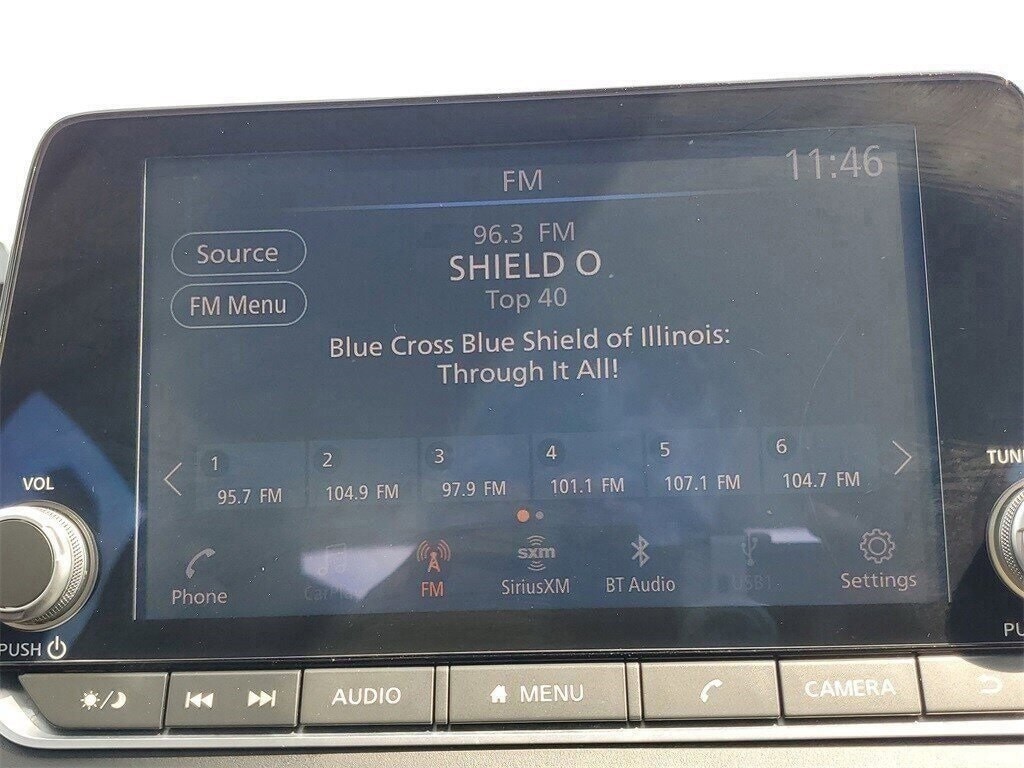 FM
11:46
Source
96.3 FM
SHIELD O
FM Menu
Top 40
Blue Cross Blue Shield of Illinois:
Through It All!
1 2 3 4 5 6
95.7 FM 104.9 FM 97.9 FM 101.1 FM 107.1 FM 104.7 FM
VOL
sxm
Phone FM SiriusXM BT Audio Settings
PUSH
AUDIO MENU CAMERA